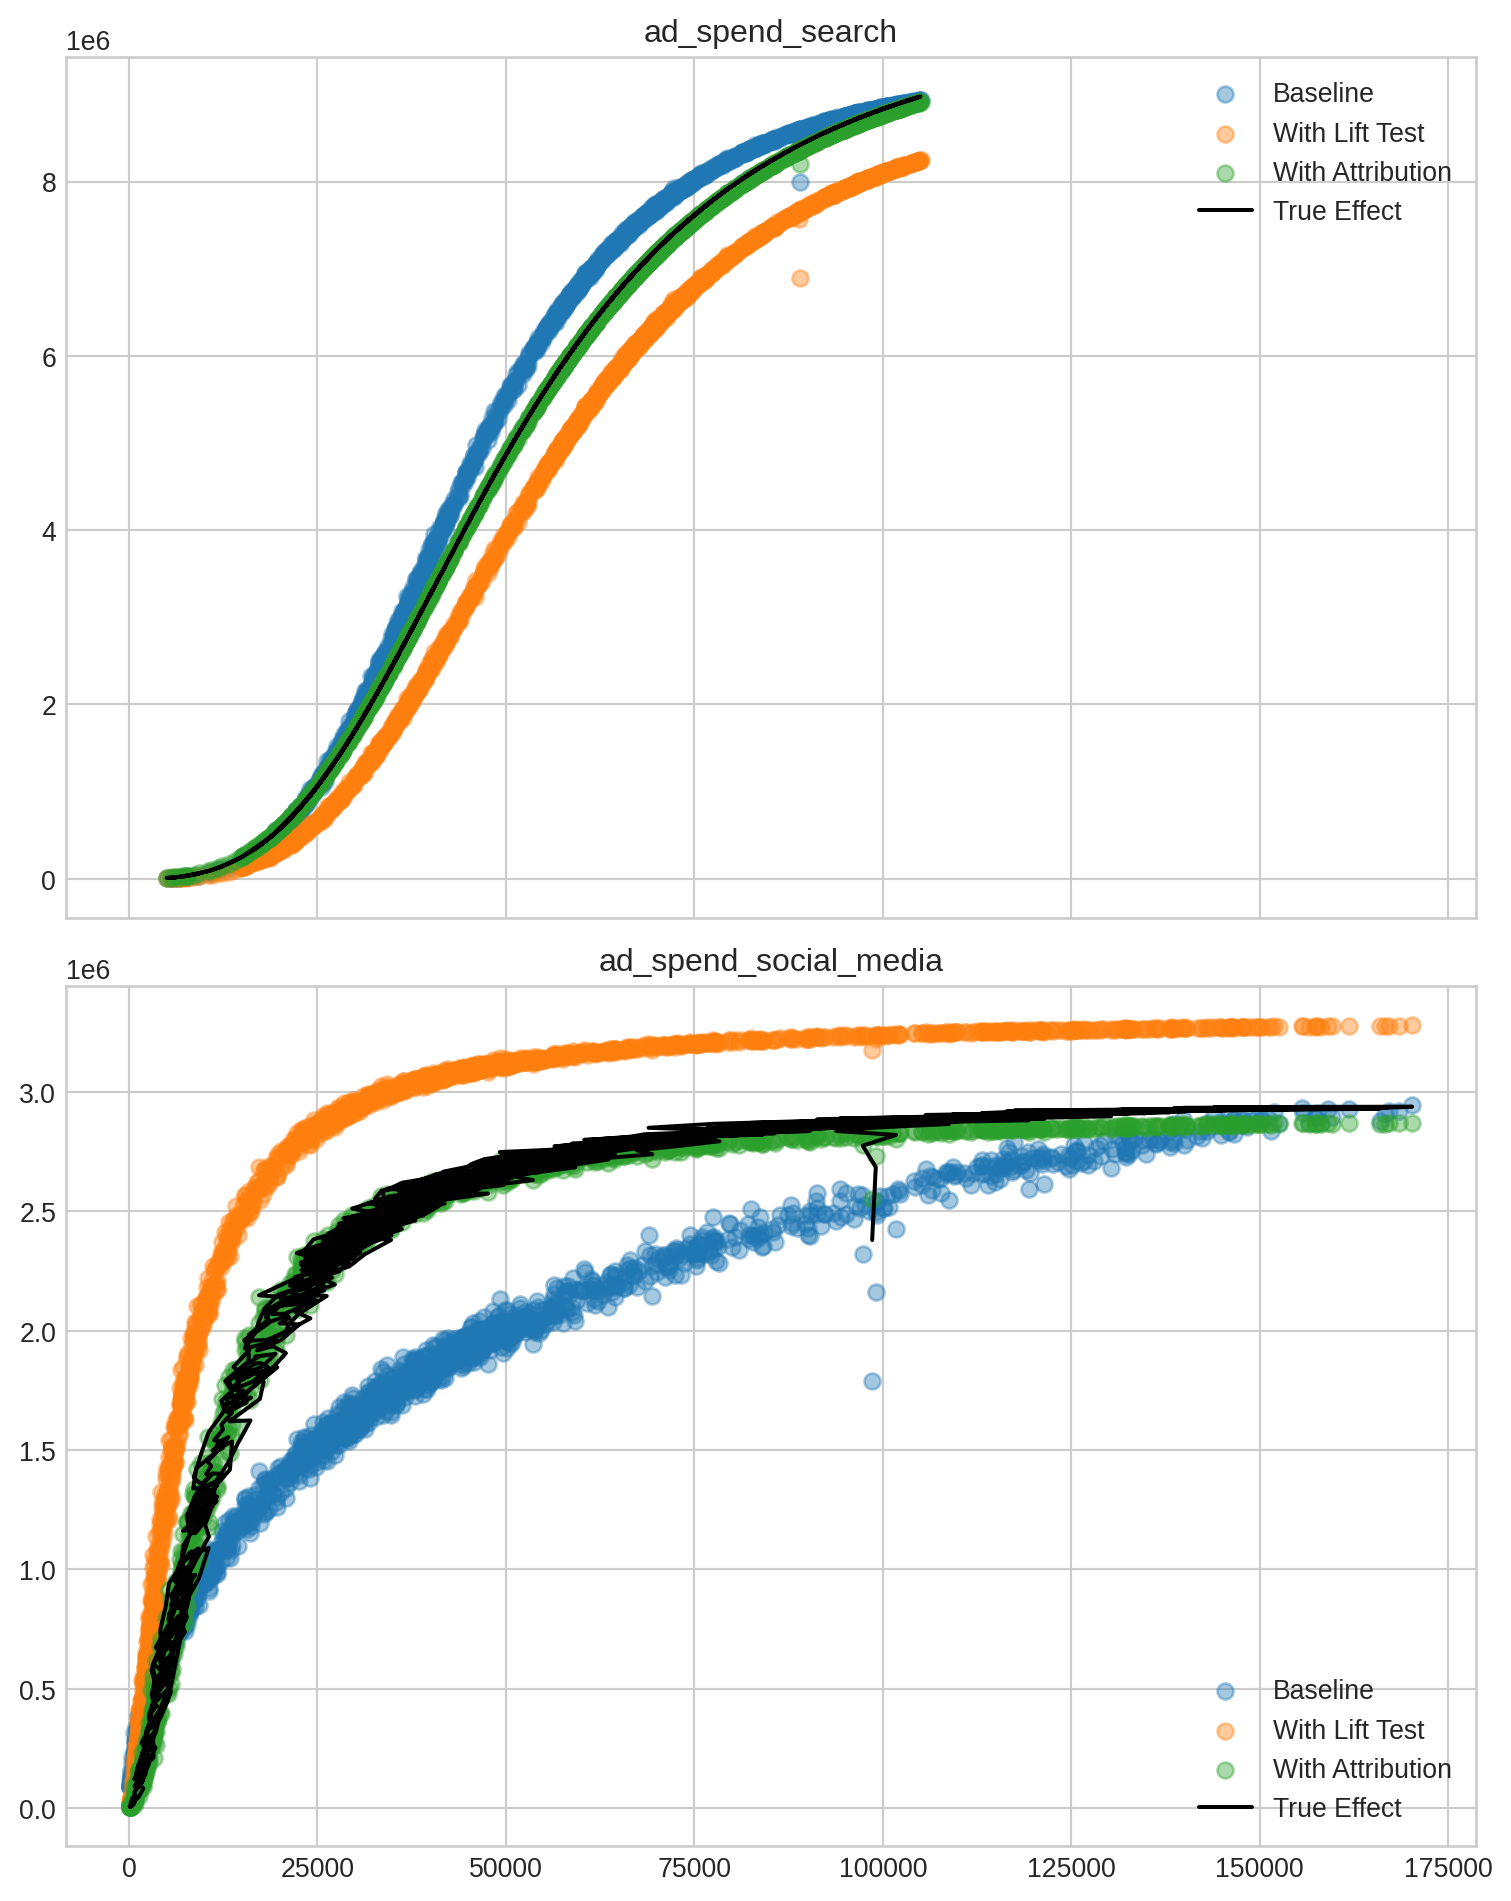 ad_spend_search
1e6
Baseline
With Lift Test
With Attribution
True Effect
8
6
4
2
0
ad_spend_social_media
1e6
3.0
2.5
2.0
1.5
1.0
0.5
0.0
Baseline
With Lift Test
With Attribution
True Effect
0 25000 50000 75000 100000 125000 150000 175000